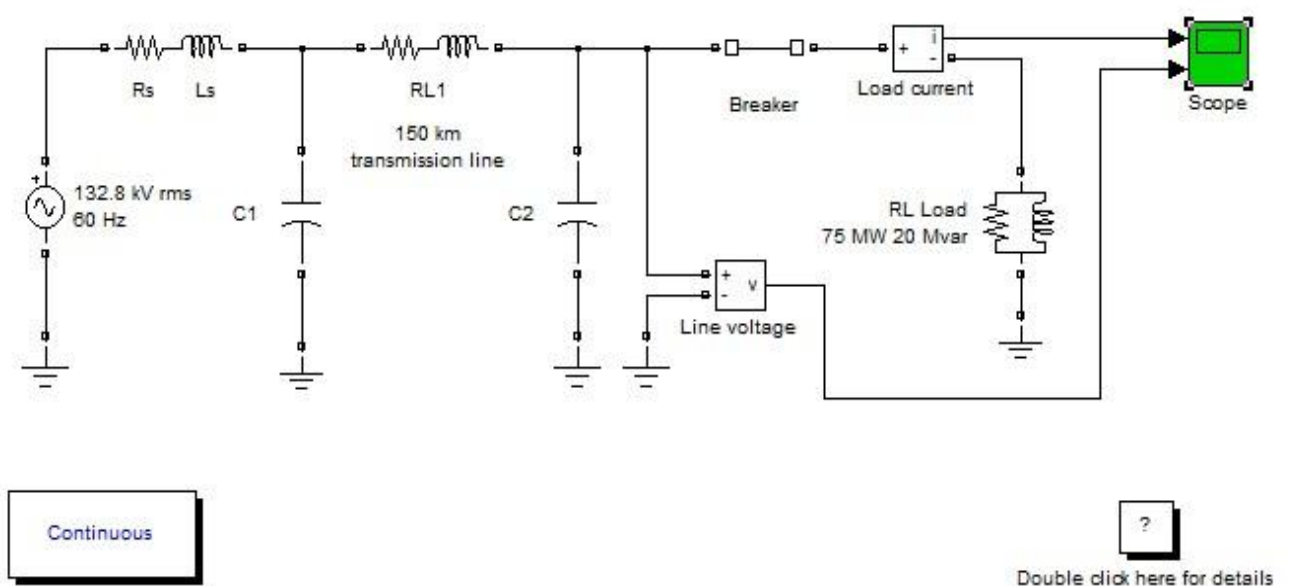 i
+
-
Load current
Scope
Rs
Ls
RL1
Breaker
150 km
transmission line
+
132.8 kV rms
60 Hz
C1
C2
RL Load
75 MW 20 Mvar
+
v
-
Line voltage
Continuous
?
Double click here for details